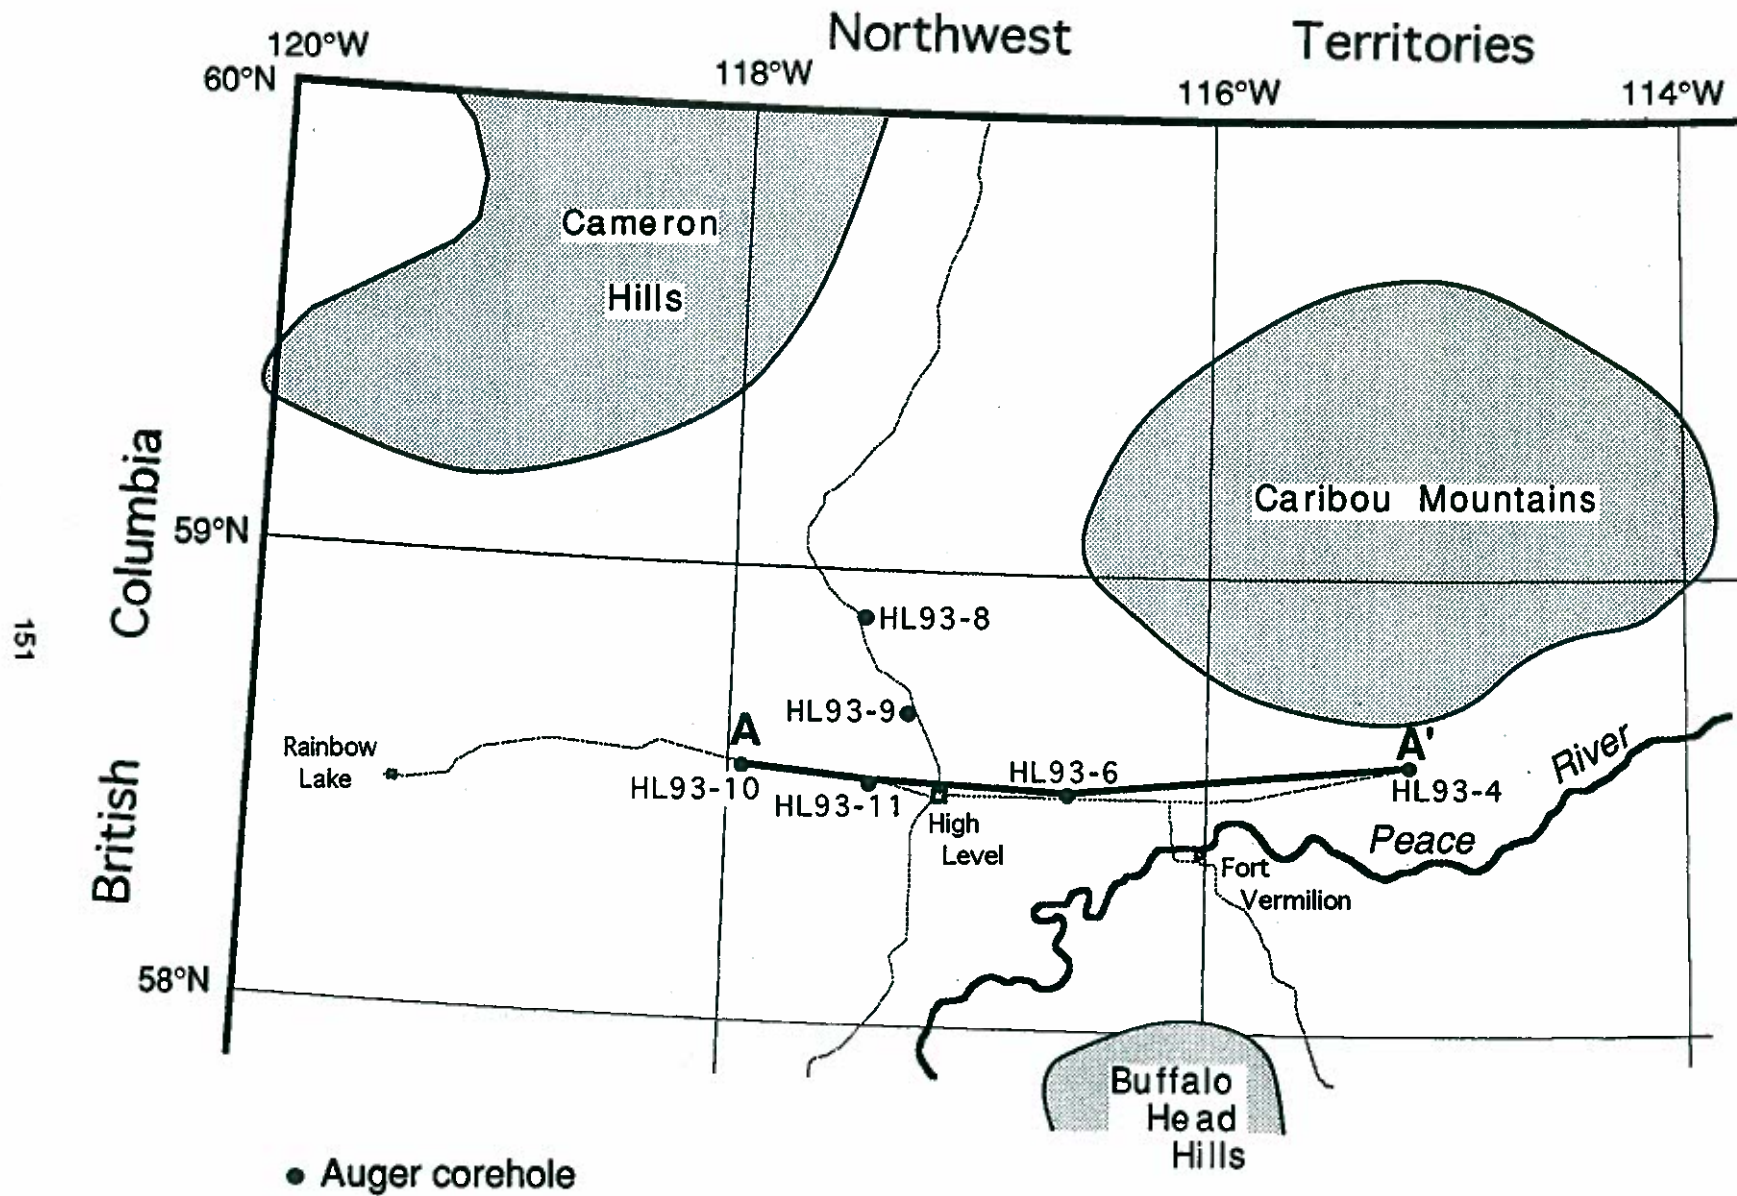 Northwest Territories
120°W
118°W
116°W
114°W
60°N
Cameron
Hills
Caribou Mountains
59°N
British Columbia
151
HL93-8
HL93-9
A
A'
Rainbow
Lake
HL93-10
HL93-11
HL93-6
HL93-4
High
Level
Peace River
Fort
Vermilion
58°N
Buffalo
Head
Hills
Auger corehole